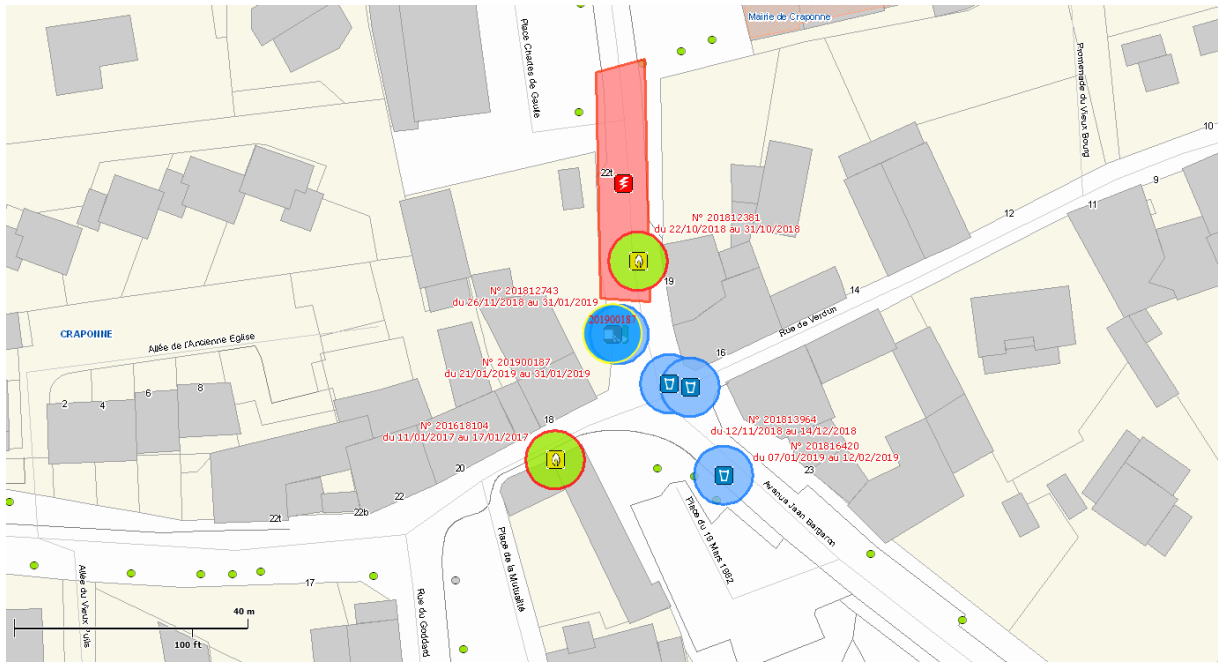 Mairie de Craponne
Place Charles de Gaulle
Promenade du Vieux Bourg
10
9
22t
11
12
N° 201812381
du 22/10/2018 au 31/10/2018
19
14
N° 201812743
du 26/11/2018 au 31/01/2019
201900187
Rue de Verdun
CRAPONNE
Allée de l'Ancienne Eglise
16
N° 201900187
du 21/01/2019 au 31/01/2019
2
4
6
8
18
N° 201618104
du 11/01/2017 au 17/01/2017
N° 201813964
du 12/11/2018 au 14/12/2018
N° 201816420
du 07/01/2019 au 12/02/2019
20
23
22
22b
22t
Avenue Jean Bergeron
Place du 19 Mars 1962
Place de la Mutualité
Allée du Vieux Puits
17
Rue du Goddard
40 m
100 ft